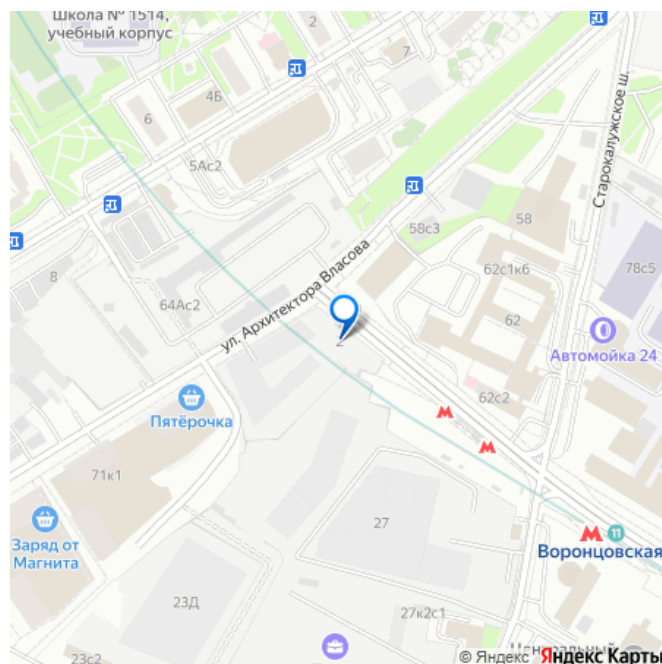 Школа № 1514,
учебный корпус
2
7
4Б
6
5Ас2
Старокалужское ш.
58с3
58
62с1к6
78с5
8
64Ас2
ул. Архитектора Власова
62
2
Автомойка 24
62с2
Пятёрочка
71к1
27
11
Воронцовская
Заряд от
Магнита
23Д
27к2с1
23с2
Центральный
© Яндекс Яндекс Карты